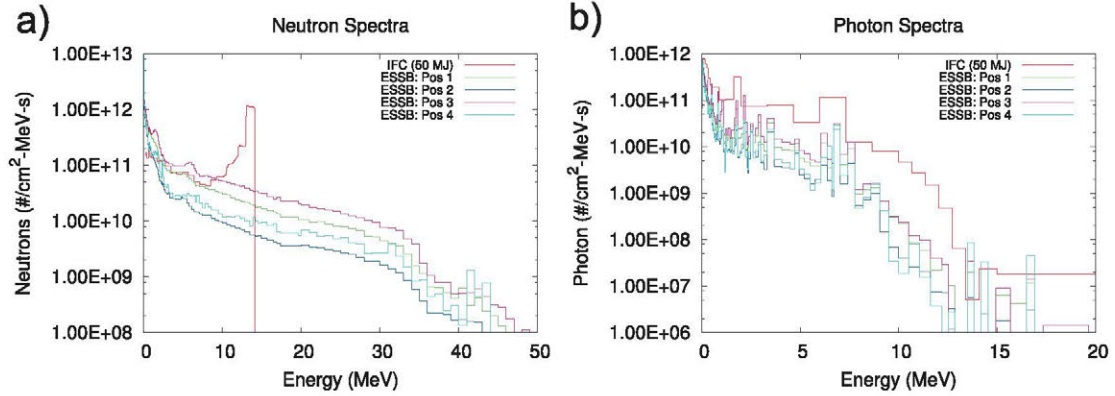 a)
Neutron Spectra
1.00E+13
1.00E+12
1.00E+11
1.00E+10
1.00E+09
1.00E+08
Neutrons (#/cm²-MeV-s)
IFC (50 MJ)
ESSB: Pos 1
ESSB: Pos 2
ESSB: Pos 3
ESSB: Pos 4
0 10 20 30 40 50
Energy (MeV)
b)
Photon Spectra
1.00E+12
1.00E+11
1.00E+10
1.00E+09
1.00E+08
1.00E+07
1.00E+06
Photon (#/cm²-MeV-s)
IFC (50 MJ)
ESSB: Pos 1
ESSB: Pos 2
ESSB: Pos 3
ESSB: Pos 4
0 5 10 15 20
Energy (MeV)